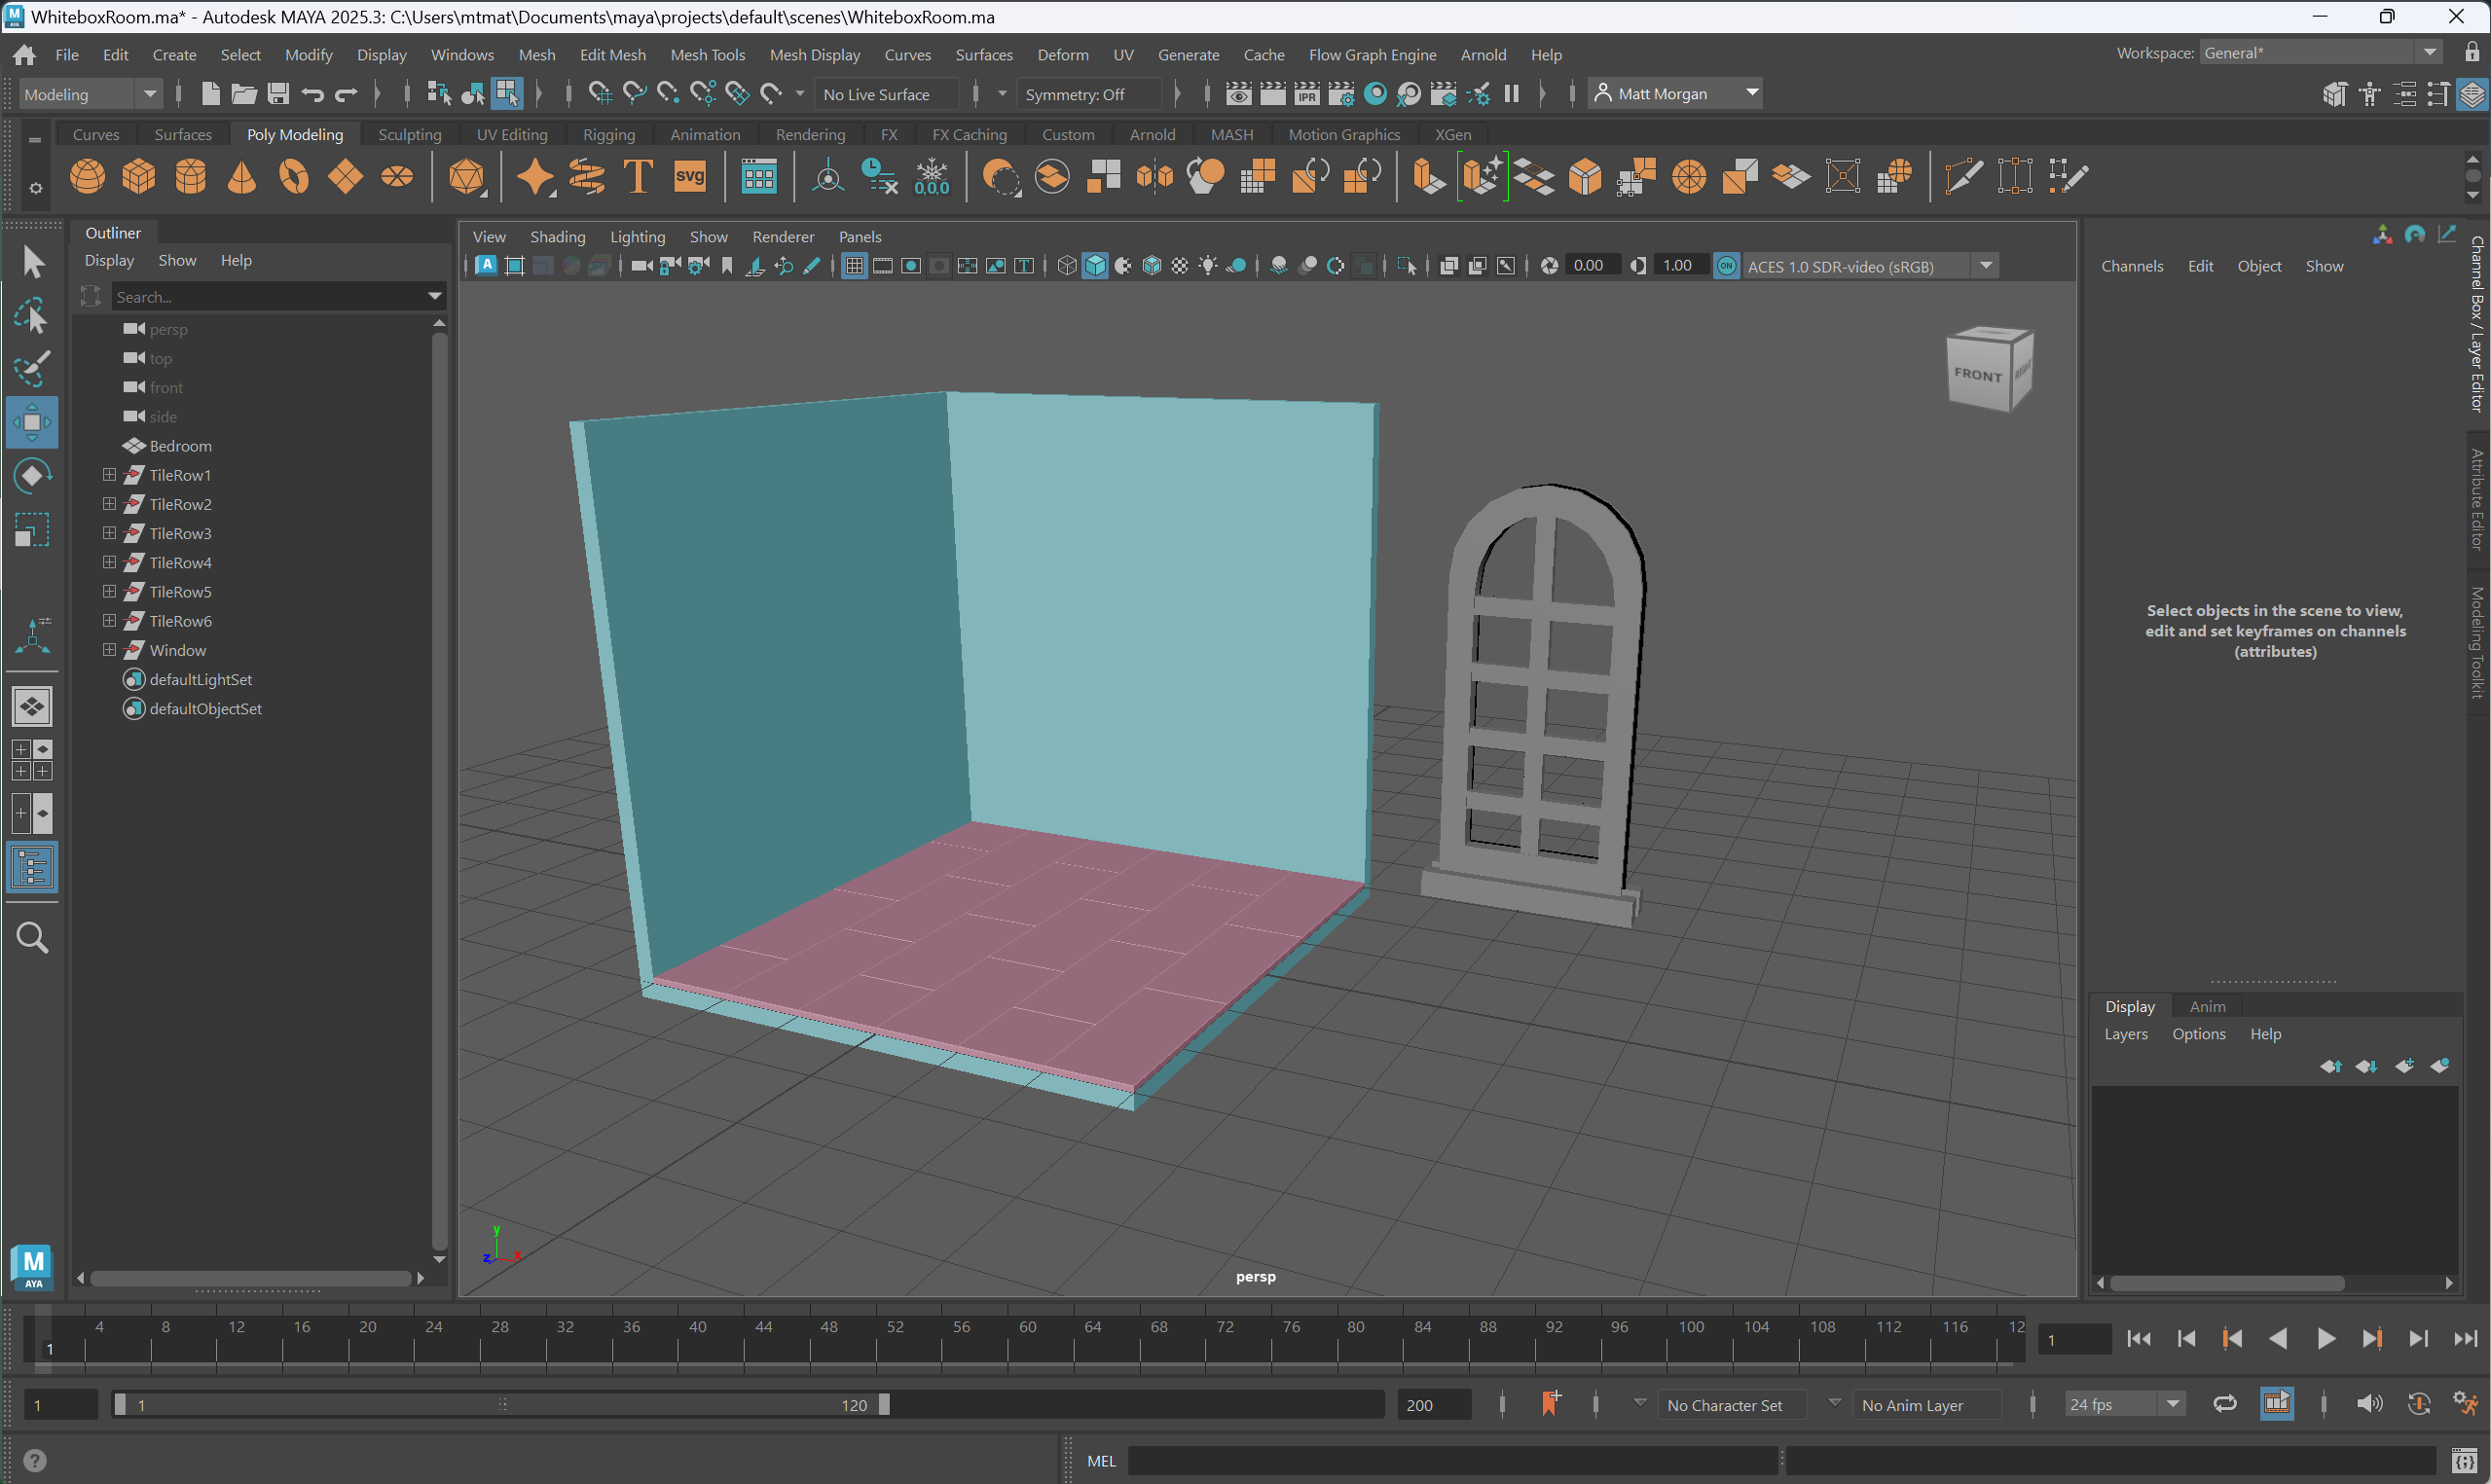 WhiteboxRoom.ma* - Autodesk MAYA 2025.3: C:\Users\mtmat\Documents\maya\projects\default\scenes\WhiteboxRoom.ma
File Edit Create Select Modify Display Windows Mesh Edit Mesh Mesh Tools Mesh Display Curves Surfaces Deform UV Generate Cache Flow Graph Engine Arnold Help
Workspace: General*
Modeling
No Live Surface
Symmetry: Off
IPR
Matt Morgan
Curves Surfaces Poly Modeling Sculpting UV Editing Rigging Animation Rendering FX FX Caching Custom Arnold MASH Motion Graphics XGen
T
svg
0,0,0
Outliner
Display Show Help
Search...
persp
top
front
side
Bedroom
TileRow1
TileRow2
TileRow3
TileRow4
TileRow5
TileRow6
Window
defaultLightSet
defaultObjectSet
View Shading Lighting Show Renderer Panels
0.00
1.00
ON
ACES 1.0 SDR-video (sRGB)
FRONT
RIGHT
y
z
x
persp
Channels Edit Object Show
Select objects in the scene to view,
edit and set keyframes on channels
(attributes)
Channel Box / Layer Editor
Attribute Editor
Modeling Toolkit
Display Anim
Layers Options Help
M
AYA
4 8 12 16 20 24 28 32 36 40 44 48 52 56 60 64 68 72 76 80 84 88 92 96 100 104 108 112 116 12
1
1
1
1
120
200
No Character Set
No Anim Layer
24 fps
MEL